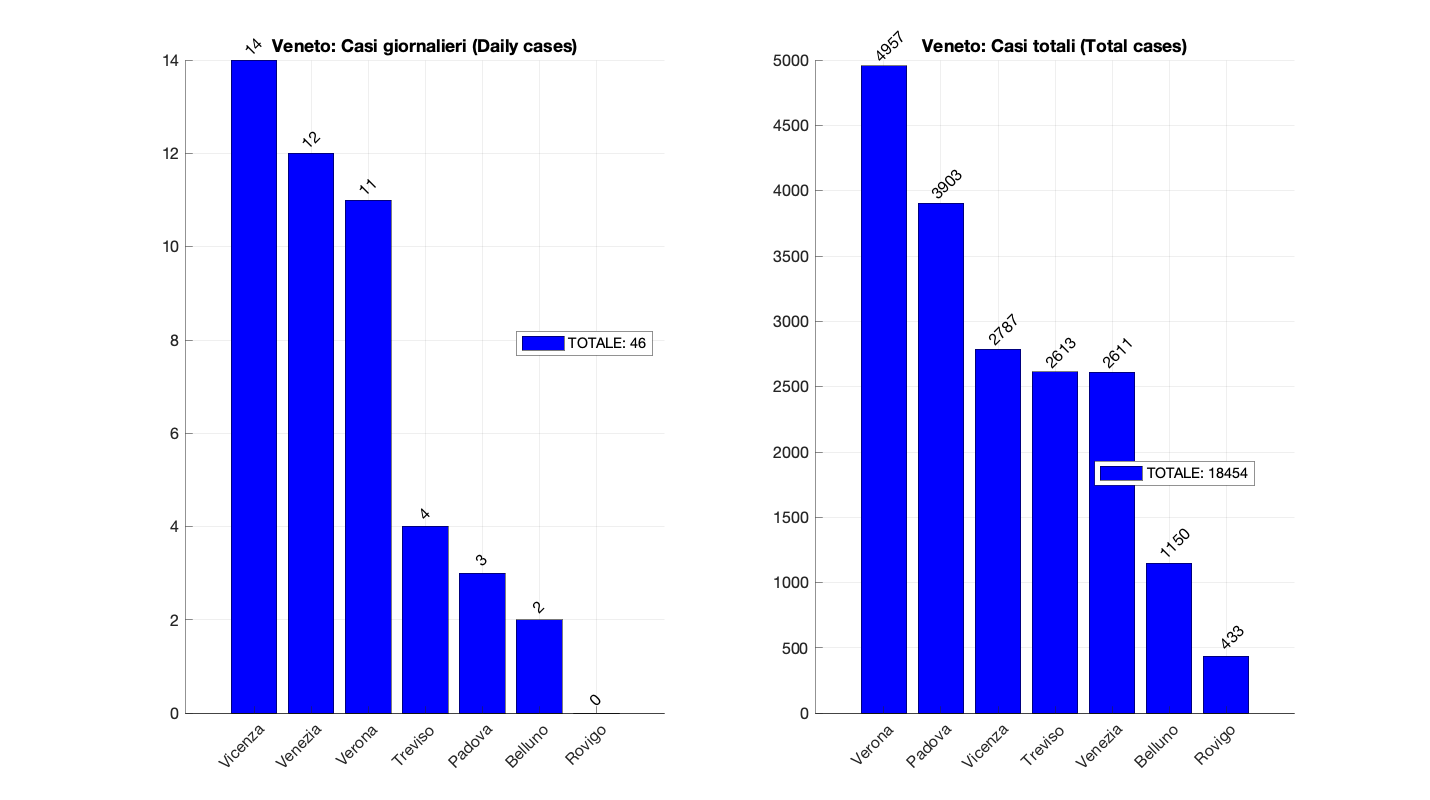 Veneto: Casi giornalieri (Daily cases)
14
12
10
8
6
4
2
0
14
12
11
4
3
2
0
TOTALE: 46
Vicenza
Venezia
Verona
Treviso
Padova
Belluno
Rovigo
Veneto: Casi totali (Total cases)
5000
4500
4000
3500
3000
2500
2000
1500
1000
500
0
4957
3903
2787
2613
2611
1150
433
TOTALE: 18454
Verona
Padova
Vicenza
Treviso
Venezia
Belluno
Rovigo